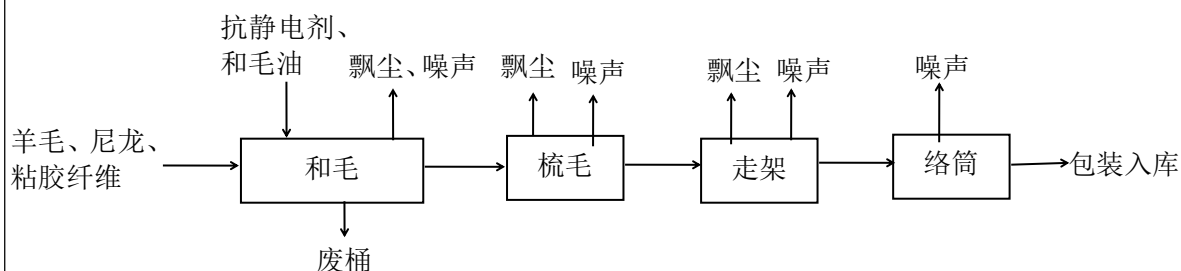 抗静电剂、
和毛油
飘尘、噪声
飘尘
噪声
飘尘
噪声
噪声
羊毛、尼龙、
粘胶纤维
和毛
梳毛
走架
络筒
包装入库
废桶